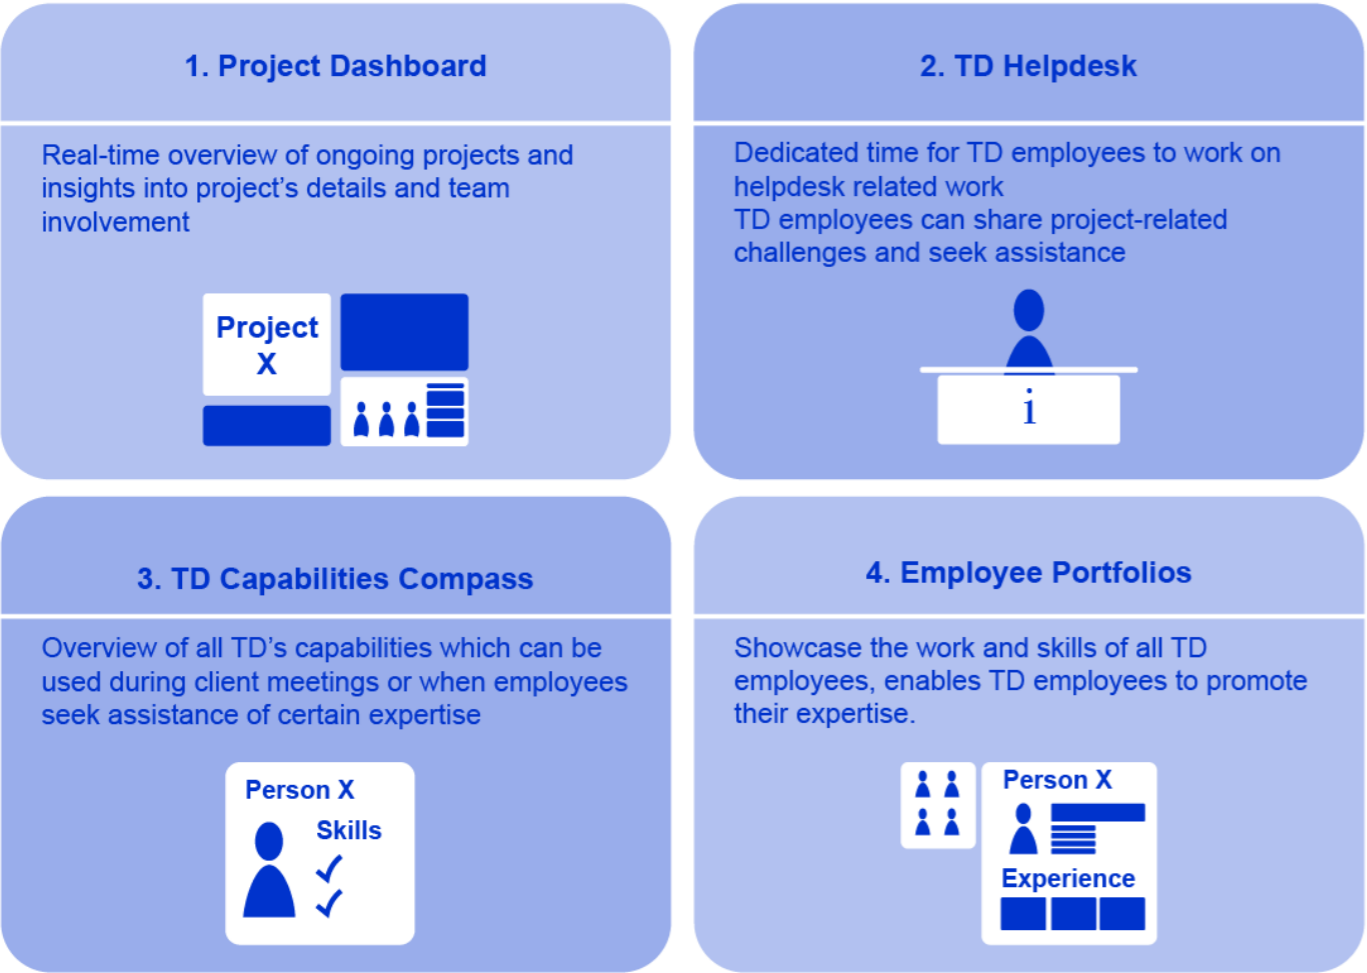 1. Project Dashboard
Real-time overview of ongoing projects and
insights into project's details and team
involvement
Project
X
2. TD Helpdesk
Dedicated time for TD employees to work on
helpdesk related work
TD employees can share project-related
challenges and seek assistance
i
3. TD Capabilities Compass
Overview of all TD's capabilities which can be
used during client meetings or when employees
seek assistance of certain expertise
Person X
Skills
4. Employee Portfolios
Showcase the work and skills of all TD
employees, enables TD employees to promote
their expertise.
Person X
Experience